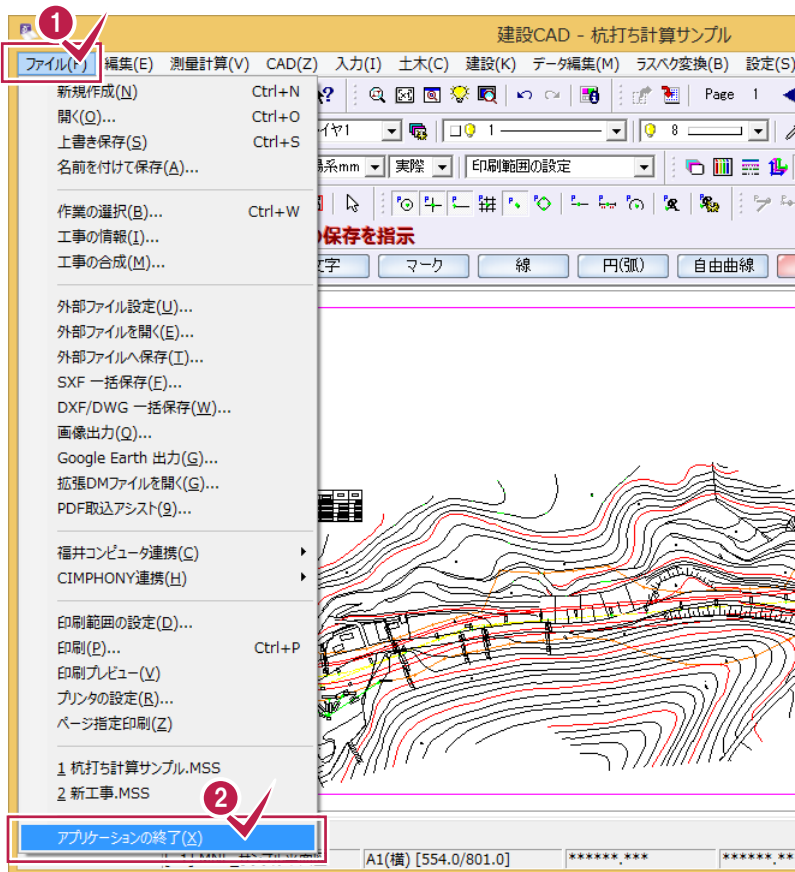 1
建設CAD - 杭打ち計算サンプル
ファイル(F) 編集(E) 測量計算(V) CAD(Z) 入力(I) 土木(C) 建設(K) データ編集(M) ラスベク変換(B) 設定(S)
新規作成(N) Ctrl+N
Page 1
開く(O)... Ctrl+O
上書き保存(S) Ctrl+S
イヤ1 1 8
名前を付けて保存(A)...
系mm 実際 印刷範囲の設定
作業の選択(B)... Ctrl+W
工事の情報(I)...
保存を指示
工事の合成(M)...
文字 マーク 線 円(弧) 自由曲線
外部ファイル設定(U)...
外部ファイルを開く(E)...
外部ファイルへ保存(T)...
SXF 一括保存(F)...
DXF/DWG 一括保存(W)...
画像出力(Q)...
Google Earth 出力(G)...
拡張DMファイルを開く(G)...
PDF取込アシスト(9)...
福井コンピュータ連携(C)
CIMPHONY連携(H)
印刷範囲の設定(D)...
印刷(P)... Ctrl+P
印刷プレビュー(V)
プリンタの設定(R)...
ページ指定印刷(Z)
1 杭打ち計算サンプル.MSS
2 新工事.MSS
2
アプリケーションの終了(X)
A1(横) [554.0/801.0] ******.*** ******.**